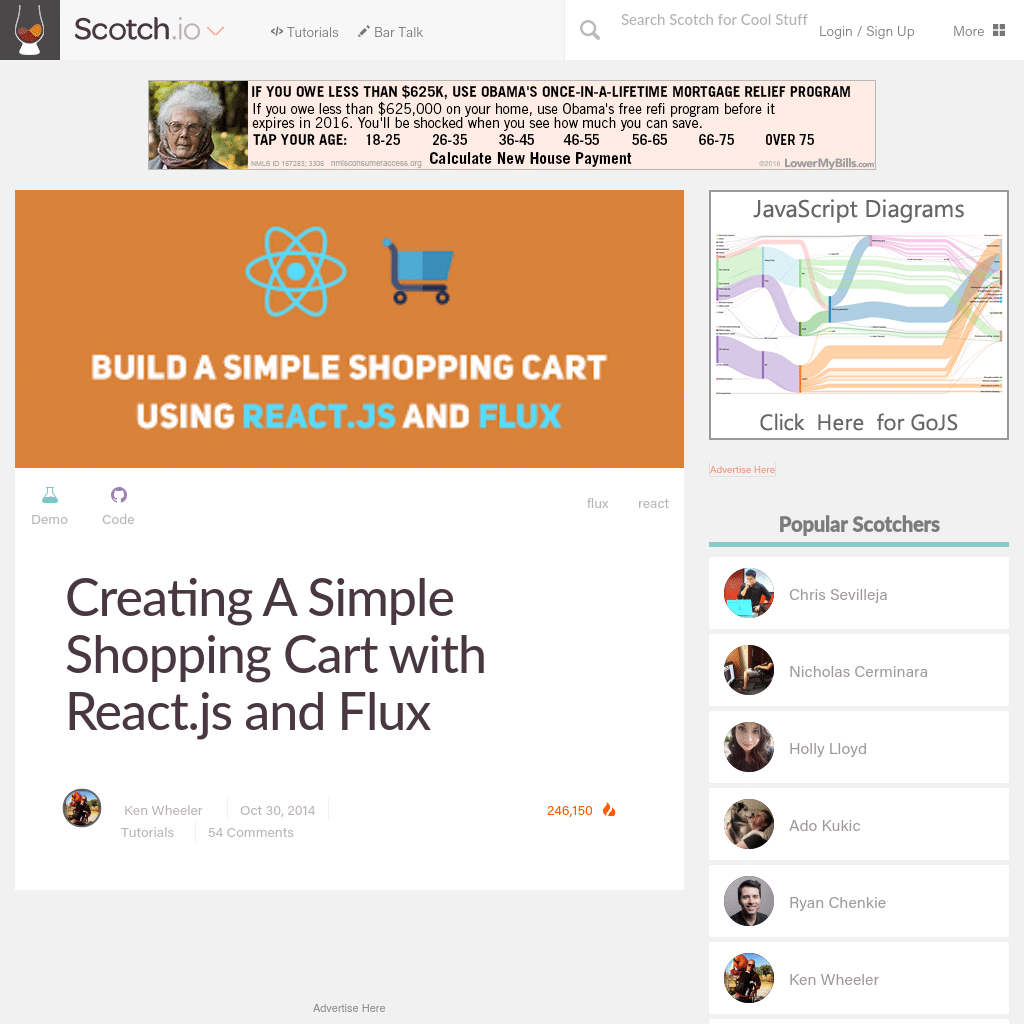 Scotch.io
Tutorials
Bar Talk
Search Scotch for Cool Stuff
Login / Sign Up
More
IF YOU OWE LESS THAN $625K, USE OBAMA'S ONCE-IN-A-LIFETIME MORTGAGE RELIEF PROGRAM
If you owe less than $625,000 on your home, use Obama's free refi program before it
expires in 2016. You'll be shocked when you see how much you can save.
TAP YOUR AGE: 18-25 26-35 36-45 46-55 56-65 66-75 OVER 75
NMLS ID 167283; 3306 nmlsconsumeraccess.org Calculate New House Payment ©2016 LowerMyBills.com
BUILD A SIMPLE SHOPPING CART
USING REACT.JS AND FLUX
Demo
Code
flux
react
Creating A Simple
Shopping Cart with
React.js and Flux
Ken Wheeler
Oct 30, 2014
246,150
Tutorials
54 Comments
Advertise Here
JavaScript Diagrams
Click Here for GoJS
Advertise Here
Popular Scotchers
Chris Sevilleja
Nicholas Cerminara
Holly Lloyd
Ado Kukic
Ryan Chenkie
Ken Wheeler